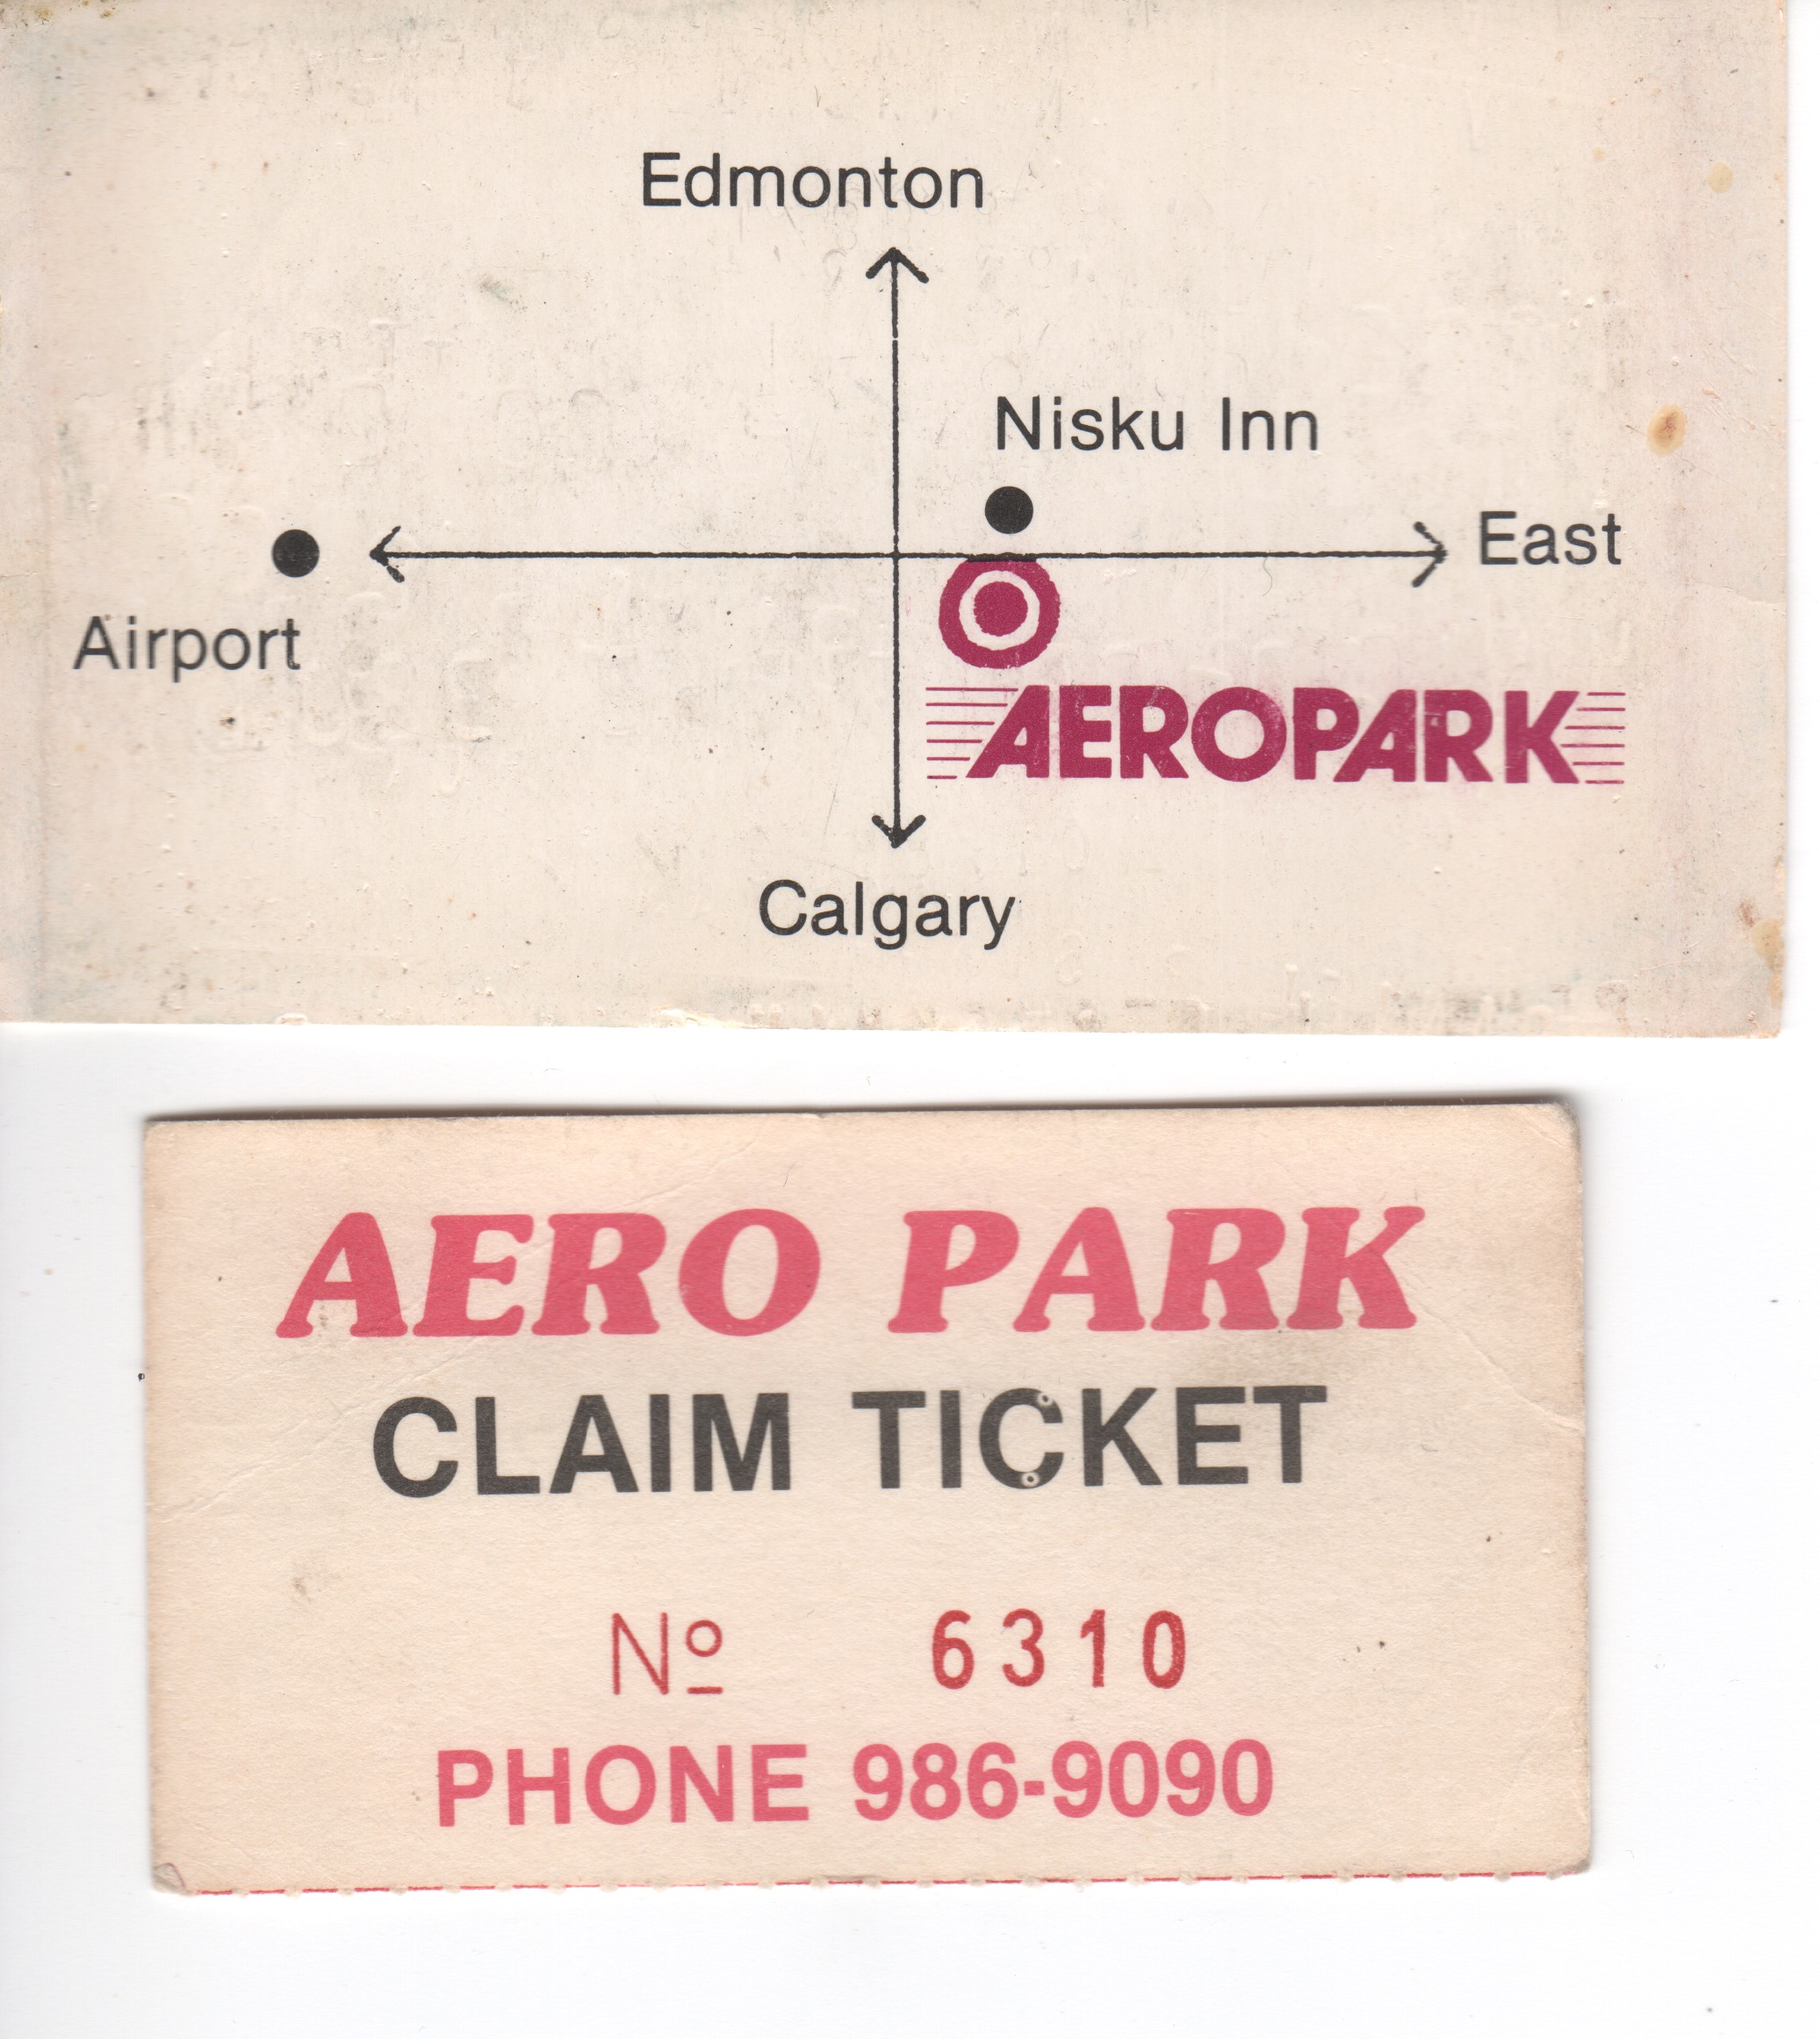 Edmonton
Nisku Inn
East
Airport
AEROPARK
Calgary
AERO PARK
CLAIM TICKET
Nº 6310
PHONE 986-9090